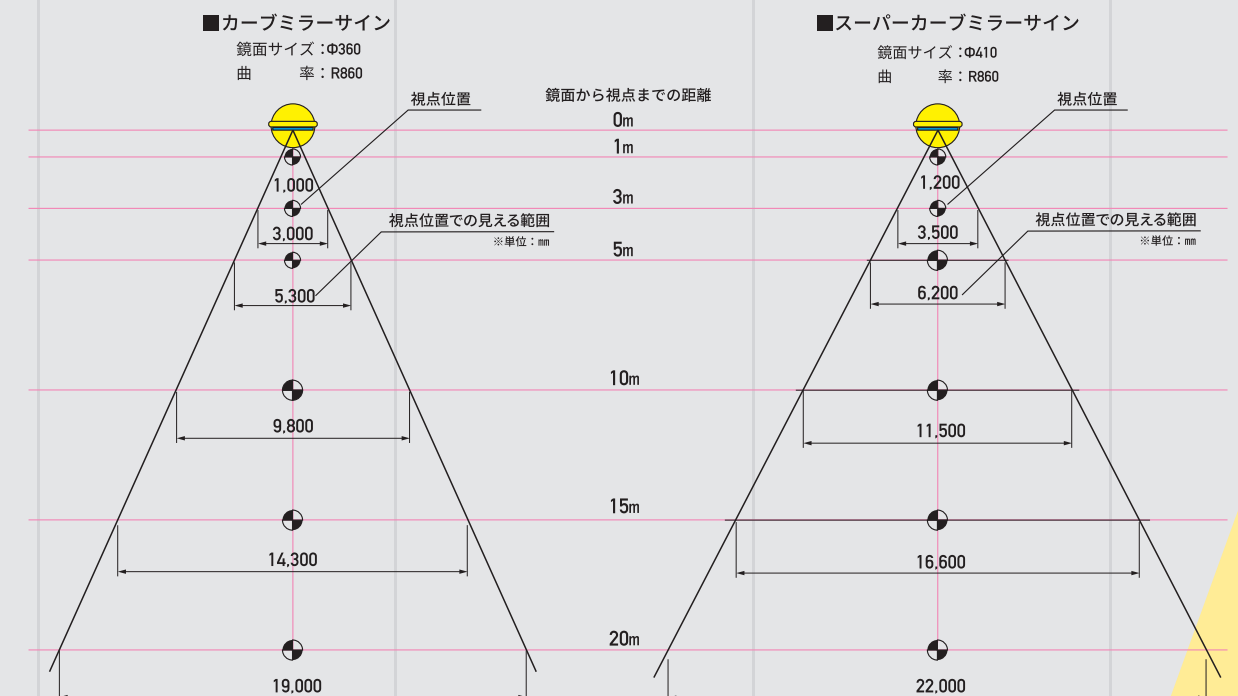 ■カーブミラーサイン
鏡面サイズ：Φ360
曲　　　率：R860
視点位置
1,000
3,000
視点位置での見える範囲
※単位：mm
5,300
9,800
14,300
19,000
鏡面から視点までの距離
0m
1m
3m
5m
10m
15m
20m
■スーパーカーブミラーサイン
鏡面サイズ：Φ410
曲　　　率：R860
視点位置
1,200
3,500
視点位置での見える範囲
※単位：mm
6,200
11,500
16,600
22,000